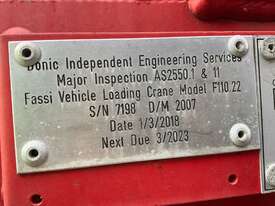 Donic Independent Engineering Services
Major Inspection AS2550.1 & 11
Fassi Vehicle Loading Crane Model F110.22
S/N 7198 D/M 2007
Date 1/3/2018
Next Due 3/2023